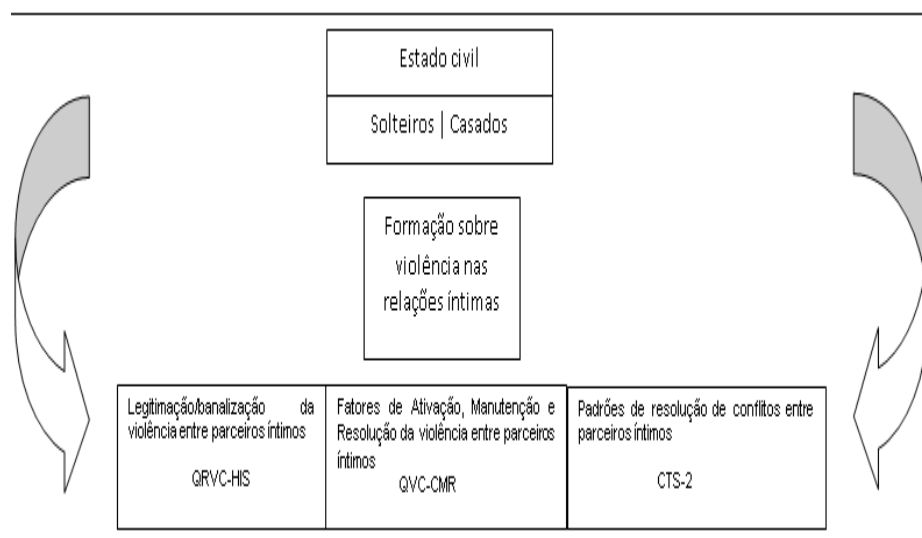 Estado civil
Solteiros | Casados
Formação sobre
violência nas
relações íntimas
Legitimação/banalização da
violência entre parceiros íntimos
QRVC-HIS
Fatores de Ativação, Manutenção e
Resolução da violência entre parceiros
íntimos
QVC-CMR
Padrões de resolução de conflitos entre
parceiros íntimos
CTS-2